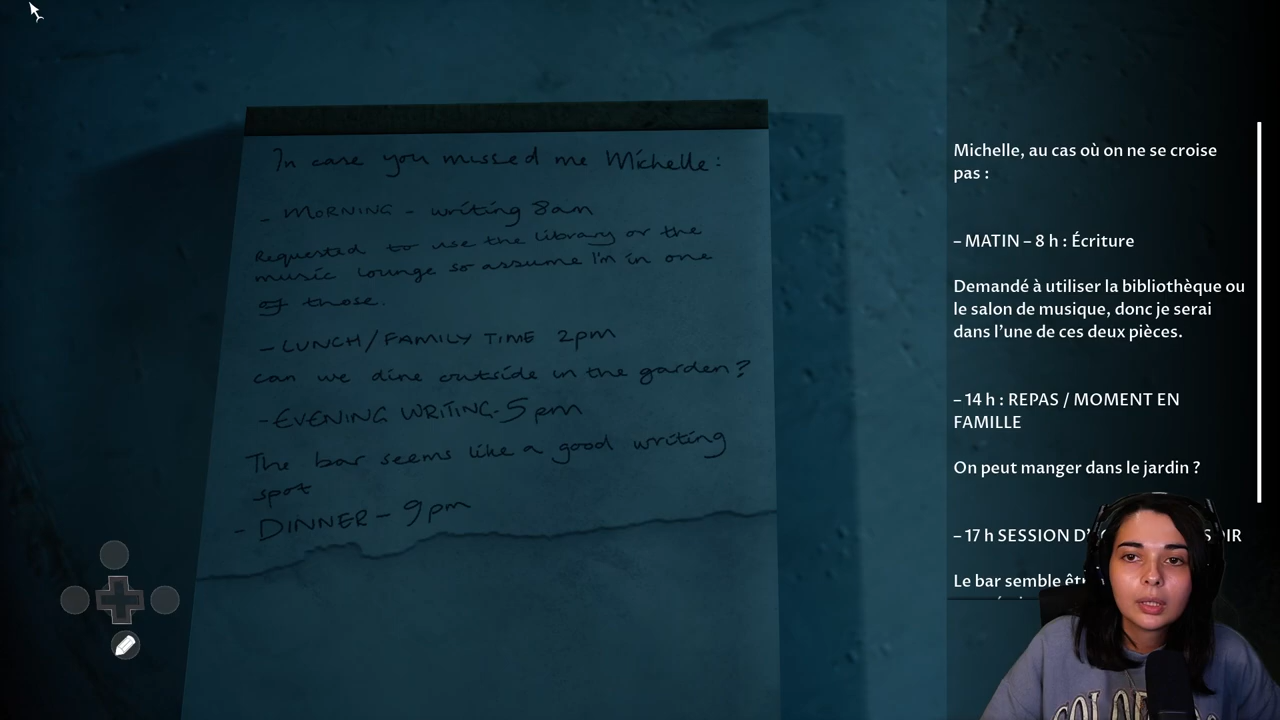 In case you missed me Michelle:
- MORNING - writing 8am
Requested to use the library or the
music lounge so assume I'm in one
of those.
- LUNCH/FAMILY TIME 2pm
can we dine outside in the garden?
- EVENING WRITING - 5pm
The bar seems like a good writing
spot
- DINNER - 9pm
Michelle, au cas où on ne se croise
pas :
– MATIN – 8 h : Écriture
Demandé à utiliser la bibliothèque ou
le salon de musique, donc je serai
dans l'une de ces deux pièces.
– 14 h : REPAS / MOMENT EN
FAMILLE
On peut manger dans le jardin ?
– 17 h SESSION
Le bar semble